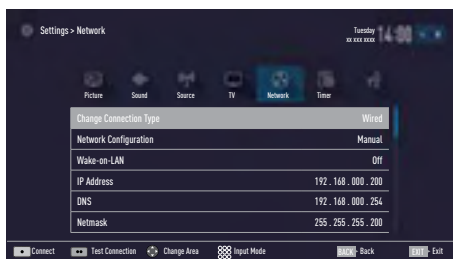 Settings > Network
Tuesday
xx xxx xxxx
14:00
Picture Sound Source TV Network Timer
Change Connection Type Wired
Network Configuration Manual
Wake-on-LAN Off
IP Address 192 . 168 . 000 . 200
DNS 192 . 168 . 000 . 254
Netmask 255 . 255 . 255 . 200
Connect Test Connection Change Area Input Mode BACK - Back EXIT - Exit